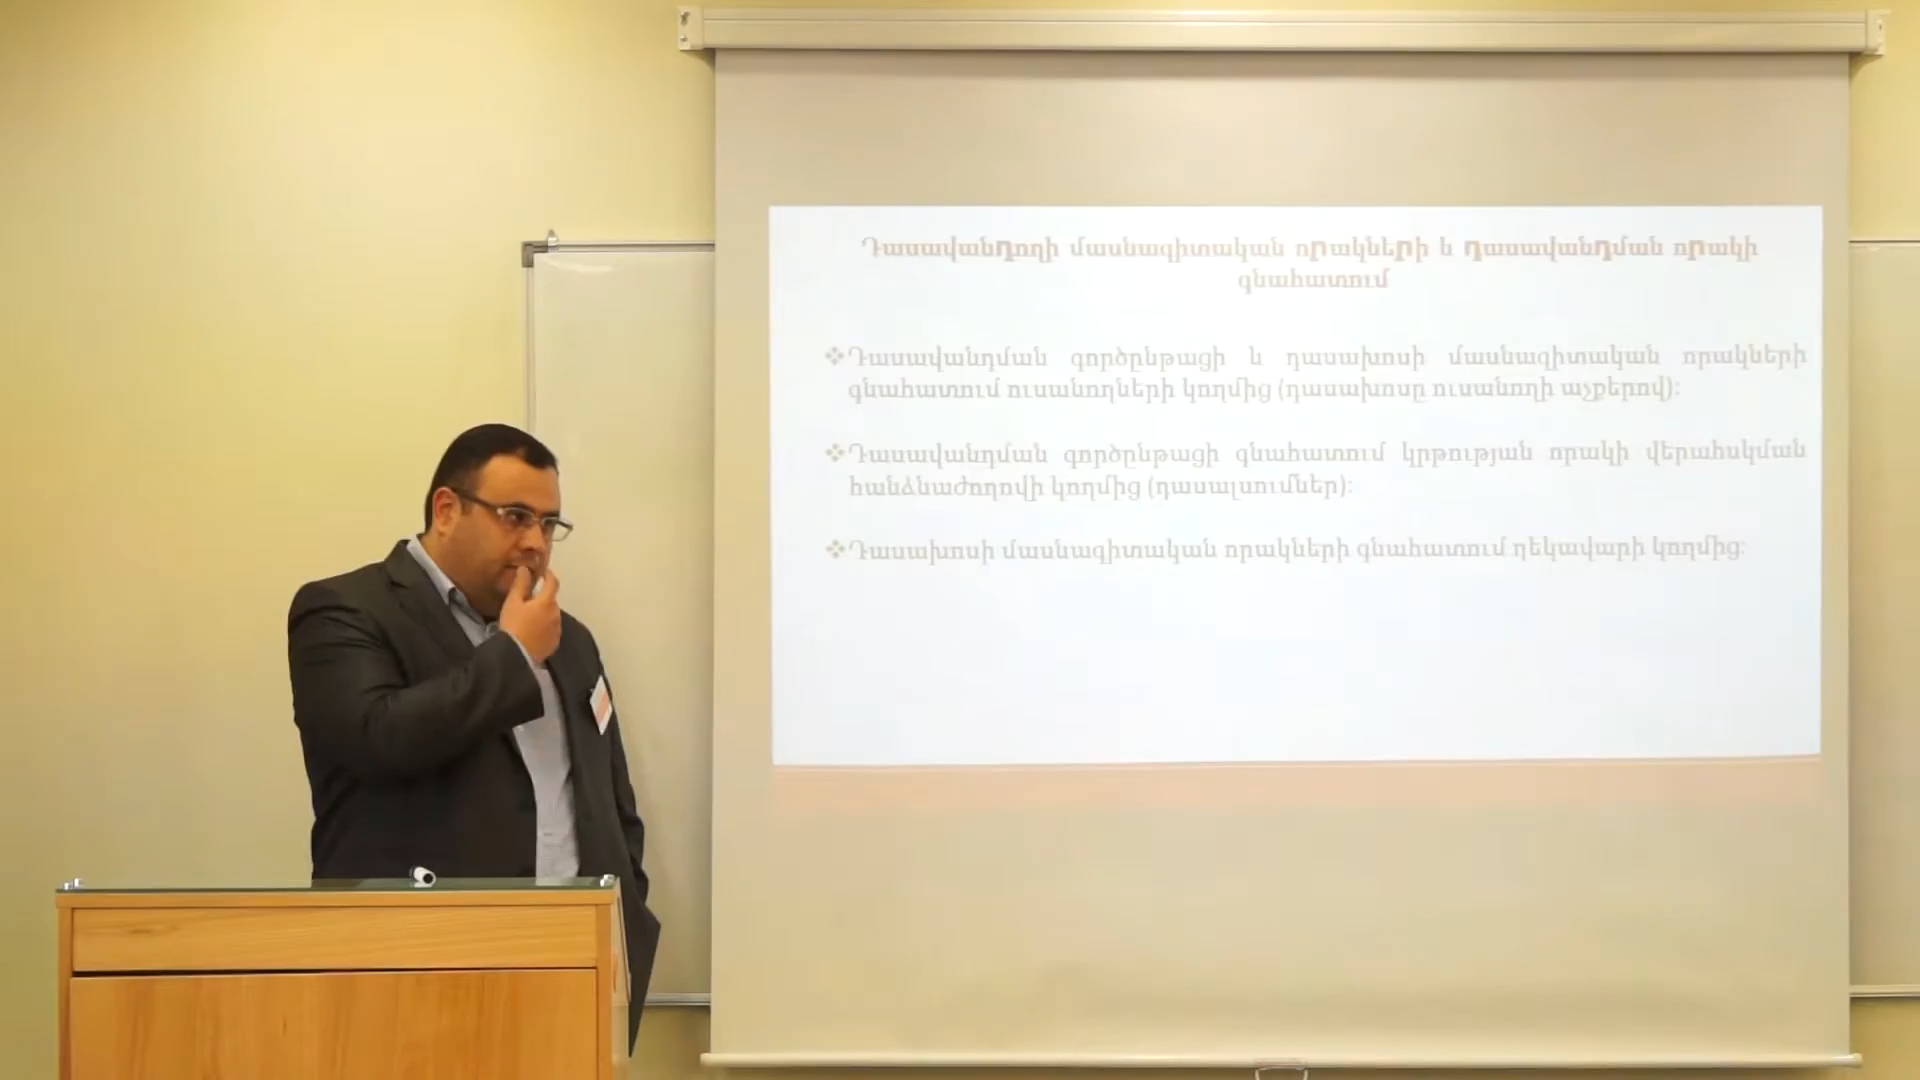 Դասավանդողի մասնագիտական որակների և դասավանդման որակի
գնահատում
❖Դասավանդման գործընթացի և դասախոսի մասնագիտական որակների
գնահատում ուսանողների կողմից (դասախոսը ուսանողի աչքերով):
❖Դասավանդման գործընթացի գնահատում կրթության որակի վերահսկման
հանձնաժողովի կողմից (դասալսումներ):
❖Դասախոսի մասնագիտական որակների գնահատում ղեկավարի կողմից: